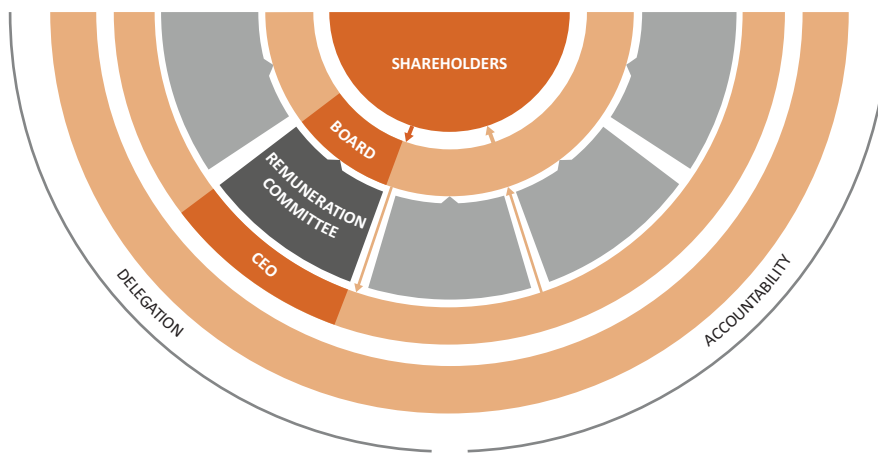 SHAREHOLDERS
BOARD
REMUNERATION
COMMITTEE
CEO
DELEGATION
ACCOUNTABILITY